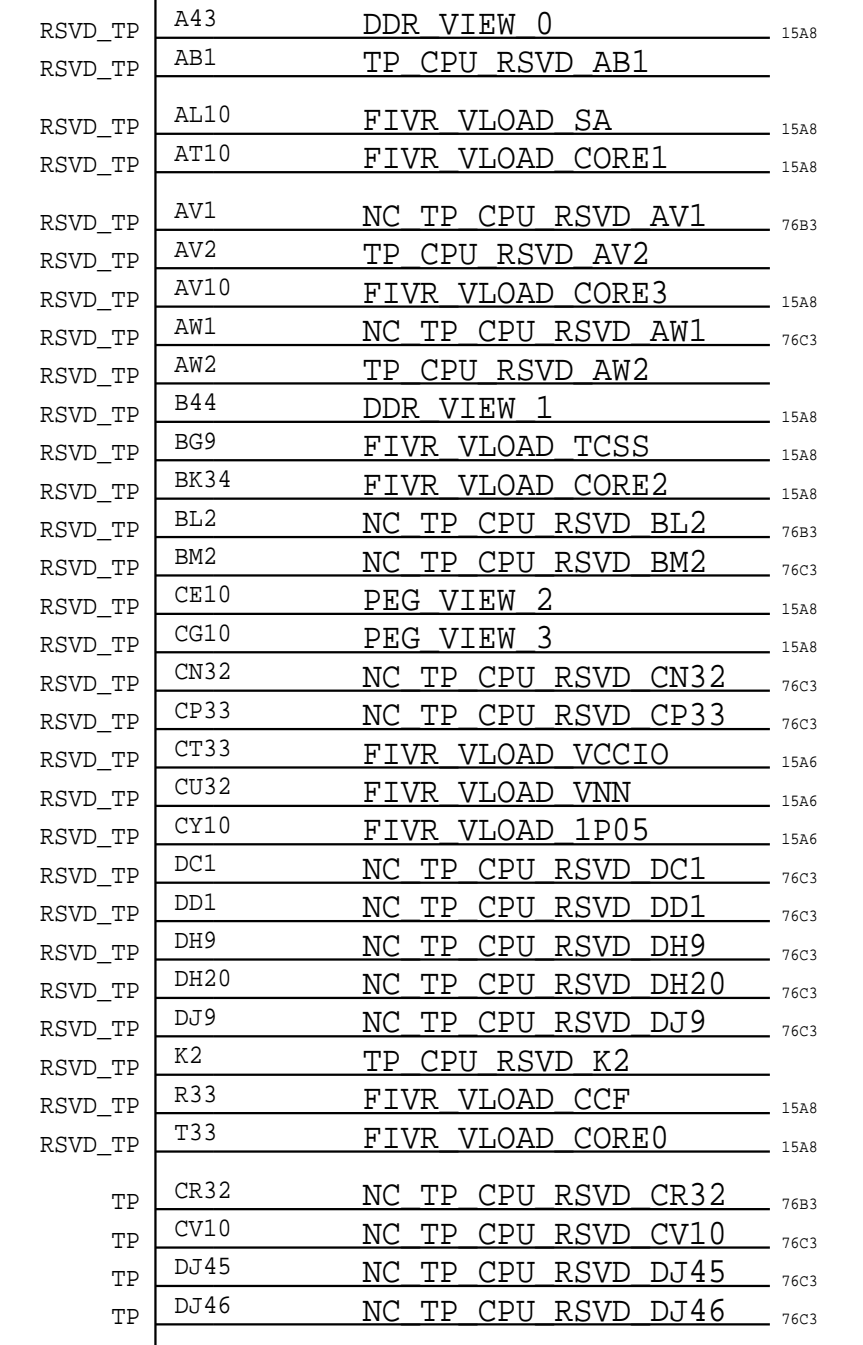 RSVD_TP A43 DDR_VIEW_0 15A8
RSVD_TP AB1 TP_CPU_RSVD_AB1
RSVD_TP AL10 FIVR_VLOAD_SA 15A8
RSVD_TP AT10 FIVR_VLOAD_CORE1 15A8
RSVD_TP AV1 NC_TP_CPU_RSVD_AV1 76B3
RSVD_TP AV2 TP_CPU_RSVD_AV2
RSVD_TP AV10 FIVR_VLOAD_CORE3 15A8
RSVD_TP AW1 NC_TP_CPU_RSVD_AW1 76C3
RSVD_TP AW2 TP_CPU_RSVD_AW2
RSVD_TP B44 DDR_VIEW_1 15A8
RSVD_TP BG9 FIVR_VLOAD_TCSS 15A8
RSVD_TP BK34 FIVR_VLOAD_CORE2 15A8
RSVD_TP BL2 NC_TP_CPU_RSVD_BL2 76B3
RSVD_TP BM2 NC_TP_CPU_RSVD_BM2 76C3
RSVD_TP CE10 PEG_VIEW_2 15A8
RSVD_TP CG10 PEG_VIEW_3 15A8
RSVD_TP CN32 NC_TP_CPU_RSVD_CN32 76C3
RSVD_TP CP33 NC_TP_CPU_RSVD_CP33 76C3
RSVD_TP CT33 FIVR_VLOAD_VCCIO 15A6
RSVD_TP CU32 FIVR_VLOAD_VNN 15A6
RSVD_TP CY10 FIVR_VLOAD_1P05 15A6
RSVD_TP DC1 NC_TP_CPU_RSVD_DC1 76C3
RSVD_TP DD1 NC_TP_CPU_RSVD_DD1 76C3
RSVD_TP DH9 NC_TP_CPU_RSVD_DH9 76C3
RSVD_TP DH20 NC_TP_CPU_RSVD_DH20 76C3
RSVD_TP DJ9 NC_TP_CPU_RSVD_DJ9 76C3
RSVD_TP K2 TP_CPU_RSVD_K2
RSVD_TP R33 FIVR_VLOAD_CCF 15A8
RSVD_TP T33 FIVR_VLOAD_CORE0 15A8
TP CR32 NC_TP_CPU_RSVD_CR32 76B3
TP CV10 NC_TP_CPU_RSVD_CV10 76C3
TP DJ45 NC_TP_CPU_RSVD_DJ45 76C3
TP DJ46 NC_TP_CPU_RSVD_DJ46 76C3